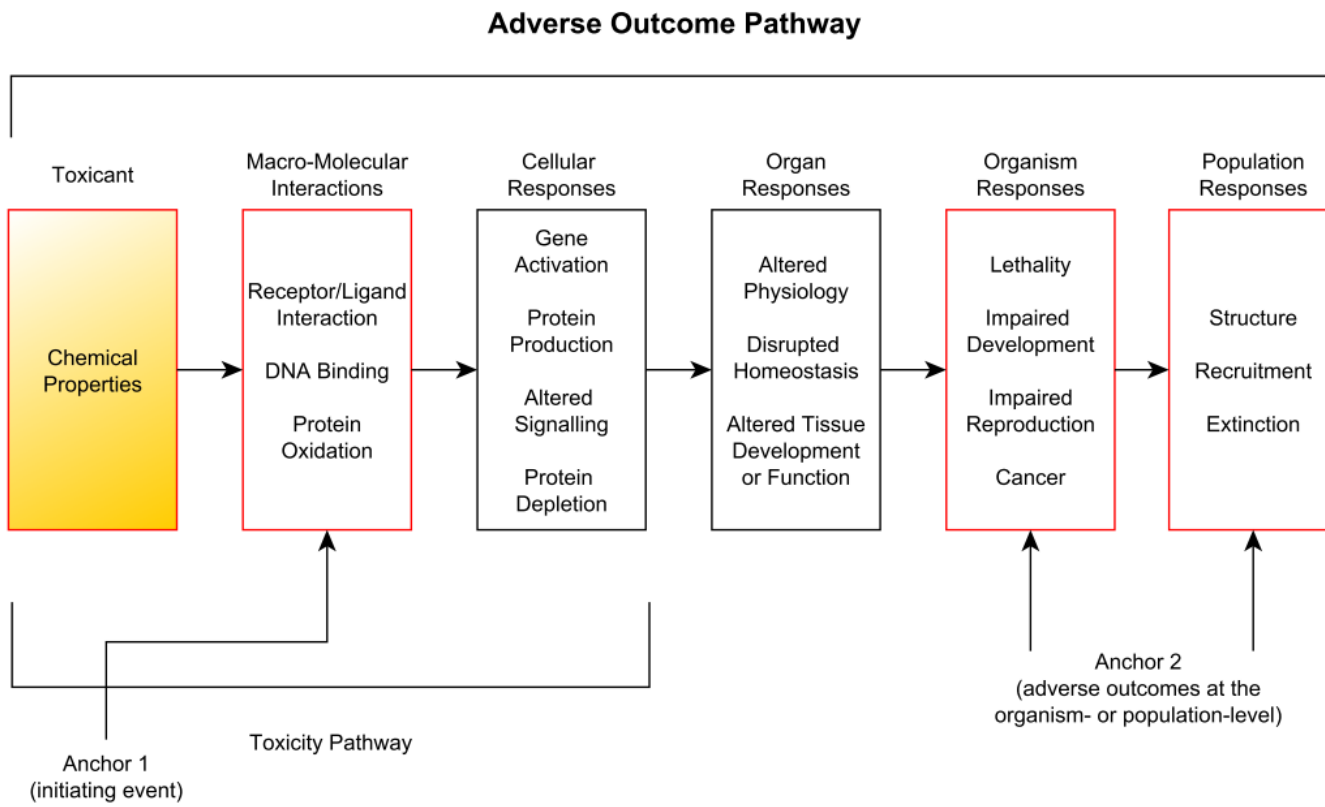 Adverse Outcome Pathway
Toxicant
Macro-Molecular
Interactions
Cellular
Responses
Organ
Responses
Organism
Responses
Population
Responses
Chemical
Properties
Receptor/Ligand
Interaction
DNA Binding
Protein
Oxidation
Gene
Activation
Protein
Production
Altered
Signalling
Protein
Depletion
Altered
Physiology
Disrupted
Homeostasis
Altered Tissue
Development
or Function
Lethality
Impaired
Development
Impaired
Reproduction
Cancer
Structure
Recruitment
Extinction
Anchor 1
(initiating event)
Toxicity Pathway
Anchor 2
(adverse outcomes at the
organism- or population-level)